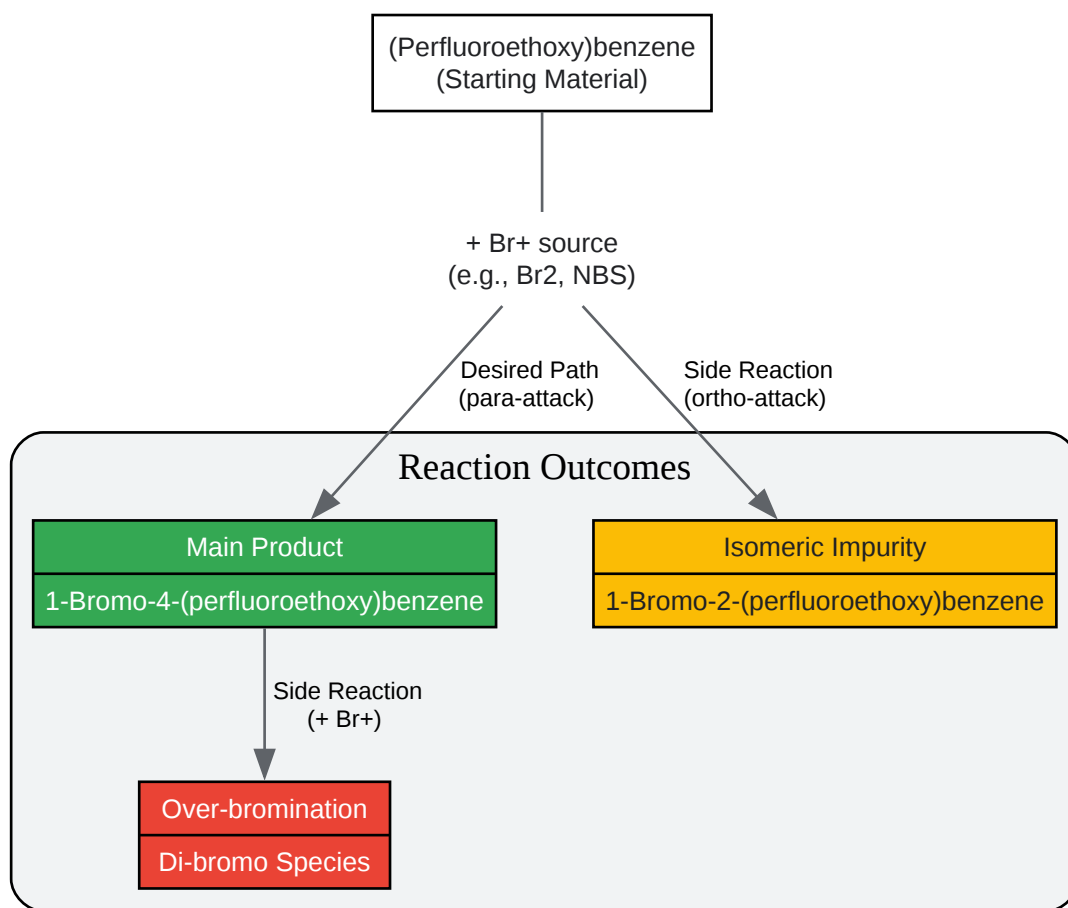 (Perfluoroethoxy)benzene
(Starting Material)
+ Br+ source
(e.g., Br2, NBS)
Desired Path
(para-attack)
Side Reaction
(ortho-attack)
Reaction Outcomes
Main Product
1-Bromo-4-(perfluoroethoxy)benzene
Isomeric Impurity
1-Bromo-2-(perfluoroethoxy)benzene
Side Reaction
(+ Br+)
Over-bromination
Di-bromo Species